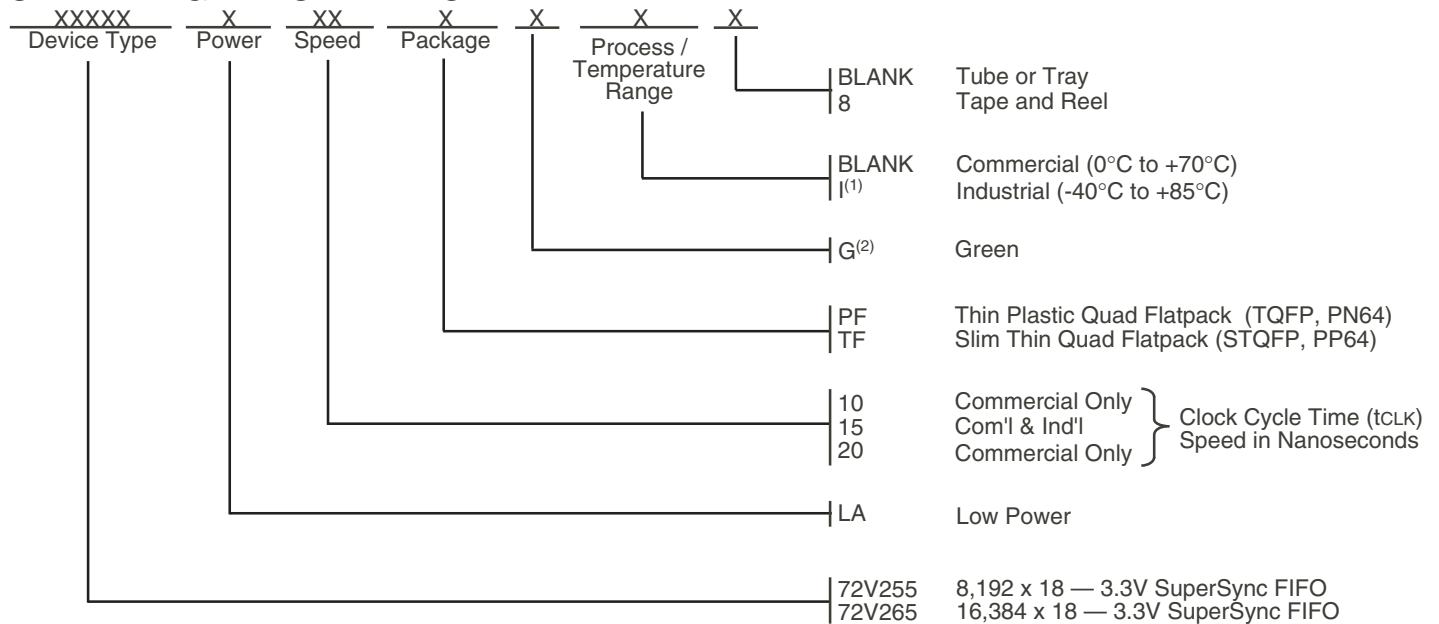 XXXXX X XX X X X X
Device Type Power Speed Package
Process /
Temperature
Range
BLANK Tube or Tray
8 Tape and Reel
BLANK Commercial (0°C to +70°C)
I(1) Industrial (-40°C to +85°C)
G(2) Green
PF Thin Plastic Quad Flatpack (TQFP, PN64)
TF Slim Thin Quad Flatpack (STQFP, PP64)
10 Commercial Only
15 Com'l & Ind'l
20 Commercial Only
Clock Cycle Time (tCLK)
Speed in Nanoseconds
LA Low Power
72V255 8,192 x 18 — 3.3V SuperSync FIFO
72V265 16,384 x 18 — 3.3V SuperSync FIFO